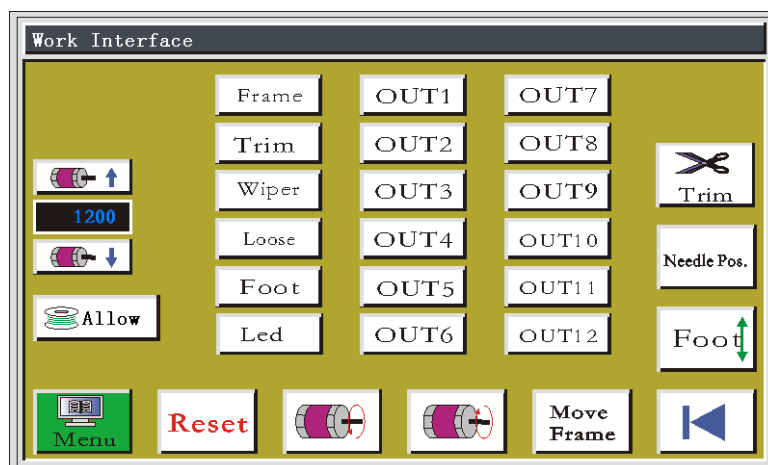 Work Interface
Frame OUT1 OUT7
Trim OUT2 OUT8
Wiper OUT3 OUT9
Trim
1200
Loose OUT4 OUT10
Needle Pos.
Foot OUT5 OUT11
Allow
Led OUT6 OUT12
Foot
Menu
Reset
Move
Frame